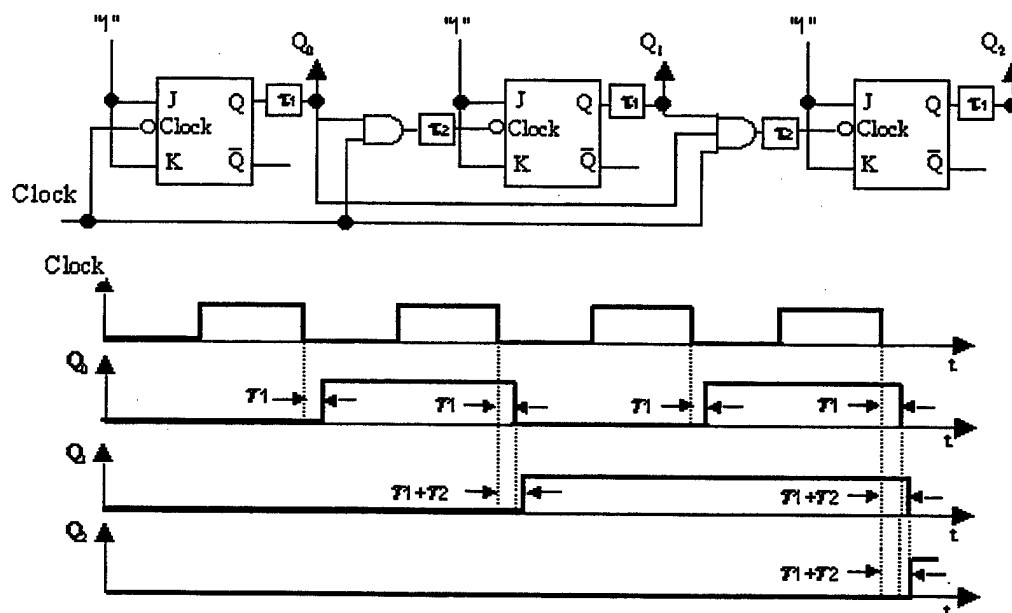 "1" Q0 "1" Q1 "1" Q2
J Q τ1 J Q τ1 J Q τ1
Clock τ2 Clock τ2 Clock
K Q̅ K Q̅ K Q̅
Clock
Clock
t
Q0
τ1 τ1 τ1 τ1
t
Q1
τ1+τ2 τ1+τ2
t
Q2
τ1+τ2
t